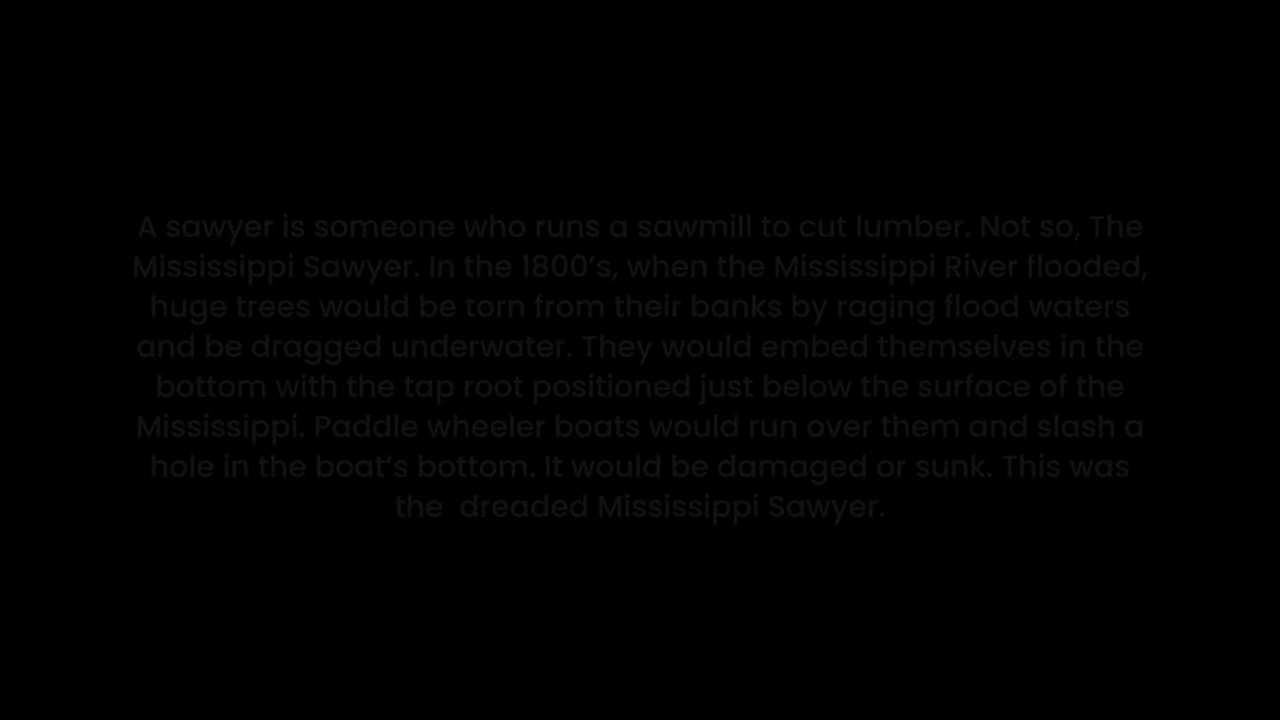 A sawyer is someone who runs a sawmill to cut lumber. Not so, The
Mississippi Sawyer. In the 1800’s, when the Mississippi River flooded,
huge trees would be torn from their banks by raging flood waters
and be dragged underwater. They would embed themselves in the
bottom with the tap root positioned just below the surface of the
Mississippi. Paddle wheeler boats would run over them and slash a
hole in the boat’s bottom. It would be damaged or sunk. This was
the  dreaded Mississippi Sawyer.